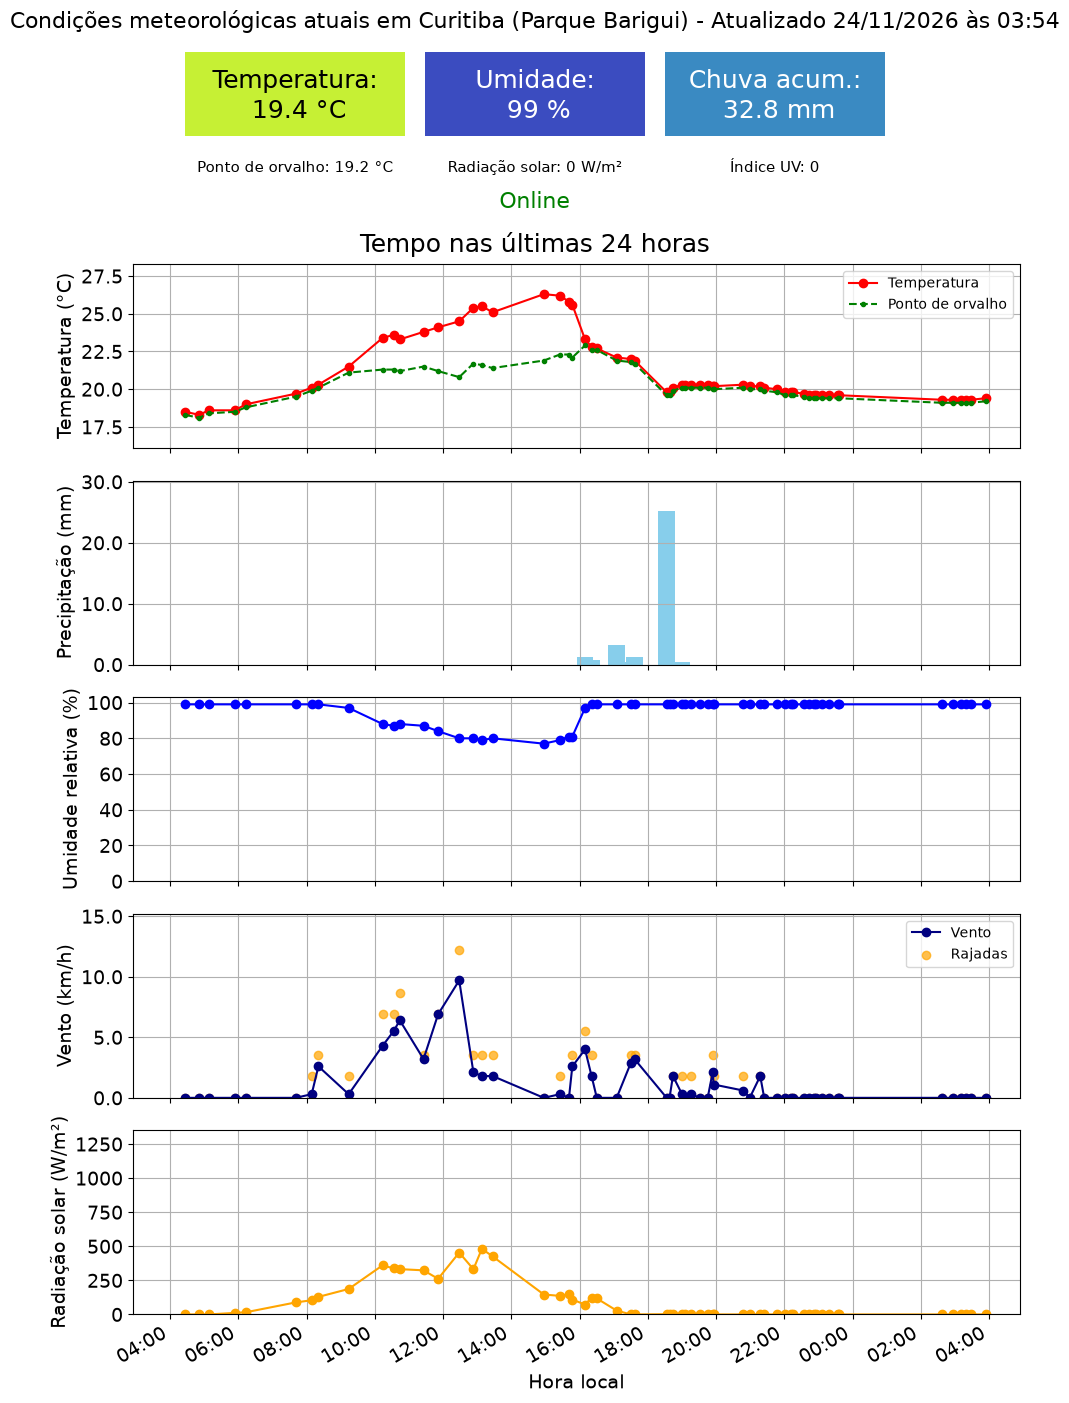 Condições meteorológicas atuais em Curitiba (Parque Barigui) - Atualizado 24/11/2026 às 03:54
Temperatura:
19.4 °C
Umidade:
99 %
Chuva acum.:
32.8 mm
Ponto de orvalho: 19.2 °C
Radiação solar: 0 W/m²
Índice UV: 0
Online
Tempo nas últimas 24 horas
Temperatura (°C)
27.5
25.0
22.5
20.0
17.5
Temperatura
Ponto de orvalho
Precipitação (mm)
30.0
20.0
10.0
0.0
Umidade relativa (%)
100
80
60
40
20
0
Vento (km/h)
15.0
10.0
5.0
0.0
Vento
Rajadas
Radiação solar (W/m²)
1250
1000
750
500
250
0
04:00
06:00
08:00
10:00
12:00
14:00
16:00
18:00
20:00
22:00
00:00
02:00
04:00
Hora local